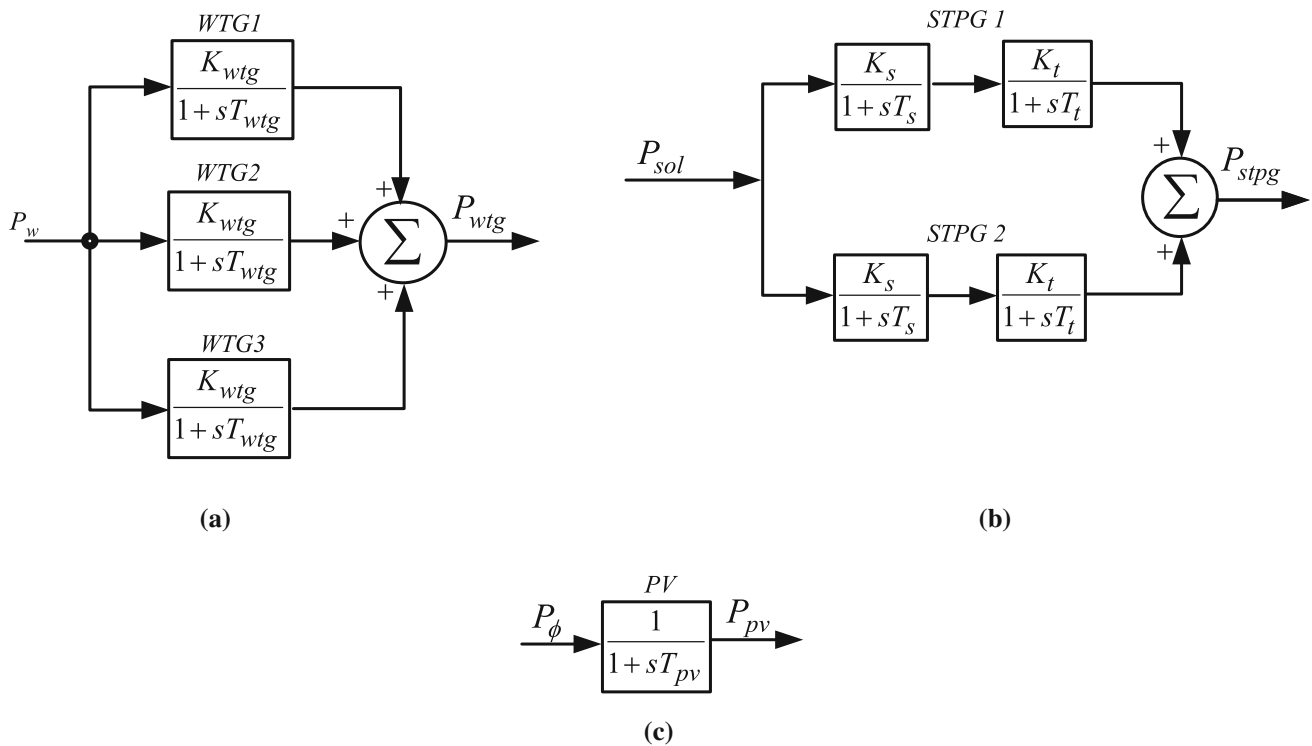 WTG1
K_wtg
1 + sT_wtg
WTG2
K_wtg
1 + sT_wtg
WTG3
K_wtg
1 + sT_wtg
P_w
+
+
+
Σ
P_wtg
(a)
STPG 1
K_s
1 + sT_s
K_t
1 + sT_t
P_sol
STPG 2
K_s
1 + sT_s
K_t
1 + sT_t
+
+
Σ
P_stpg
(b)
PV
P_ϕ
1
1 + sT_pv
P_pv
(c)